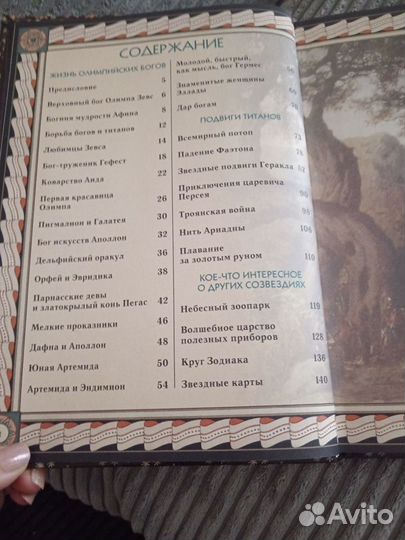 СОДЕРЖАНИЕ
ЖИЗНЬ ОЛИМПИЙСКИХ БОГОВ
Предисловие 5
Верховный бог Олимпа Зевс 6
Богиня мудрости Афина 8
Борьба богов и титанов 12
Любимцы Зевса 14
Бог-труженик Гефест 18
Коварство Аида 22
Первая красавица
Олимпа 26
Пигмалион и Галатея 30
Бог искусств Аполлон 32
Дельфийский оракул 36
Орфей и Эвридика 38
Парнасские девы
и златокрылый конь Пегас 42
Мелкие проказники 46
Дафна и Аполлон 48
Юная Артемида 50
Артемида и Эндимион 54
Молодой, быстрый,
как мысль, бог Гермес
Знаменитые женщины
Эллады
Дар богам
ПОДВИГИ ТИТАНОВ
Всемирный потоп 73
Падение Фаэтона 78
Звездные подвиги Геракла 82
Приключения царевича
Персея 90
Троянская война
Нить Ариадны 106
Плавание
за золотым руном 110
КОЕ-ЧТО ИНТЕРЕСНОЕ
О ДРУГИХ СОЗВЕЗДИЯХ
Небесный зоопарк 119
Волшебное царство
полезных приборов 128
Круг Зодиака 136
Звездные карты 140
Avito